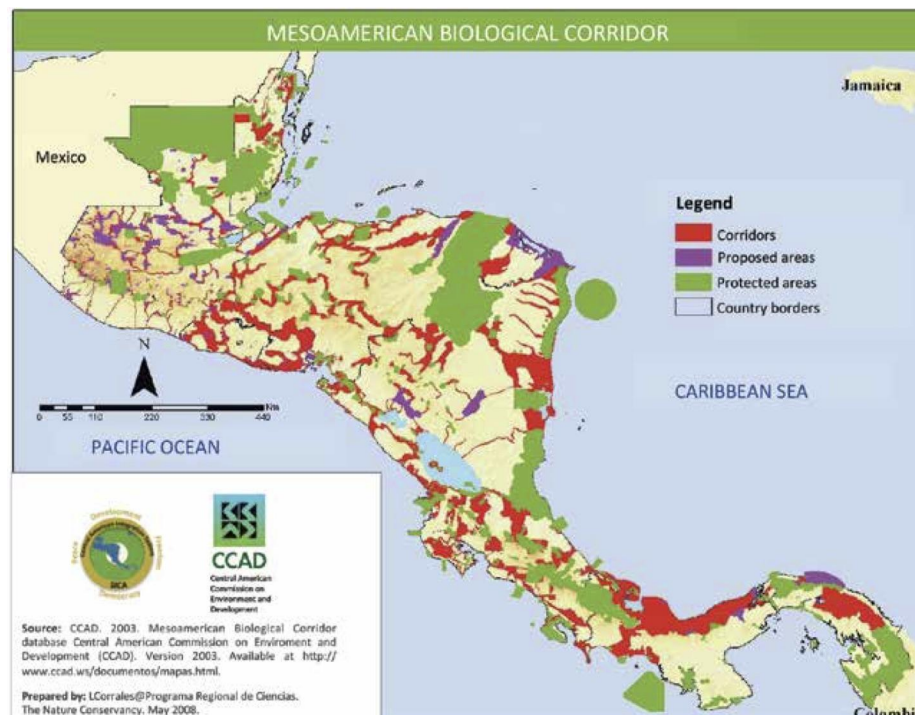 MESOAMERICAN BIOLOGICAL CORRIDOR
Jamaica
Mexico
Legend
Corridors
Proposed areas
Protected areas
Country borders
N
Km
0 55 110 220 330 440
CARIBBEAN SEA
PACIFIC OCEAN
SICA
CCAD
Central American
Commission on
Environment and
Development
Source: CCAD. 2003. Mesoamerican Biological Corridor
database Central American Commission on Enviroment and
Development (CCAD). Version 2003. Available at http://
www.ccad.ws/documentos/mapas.html.
Prepared by: LCorrales@Programa Regional de Ciencias.
The Nature Conservancy. May 2008.